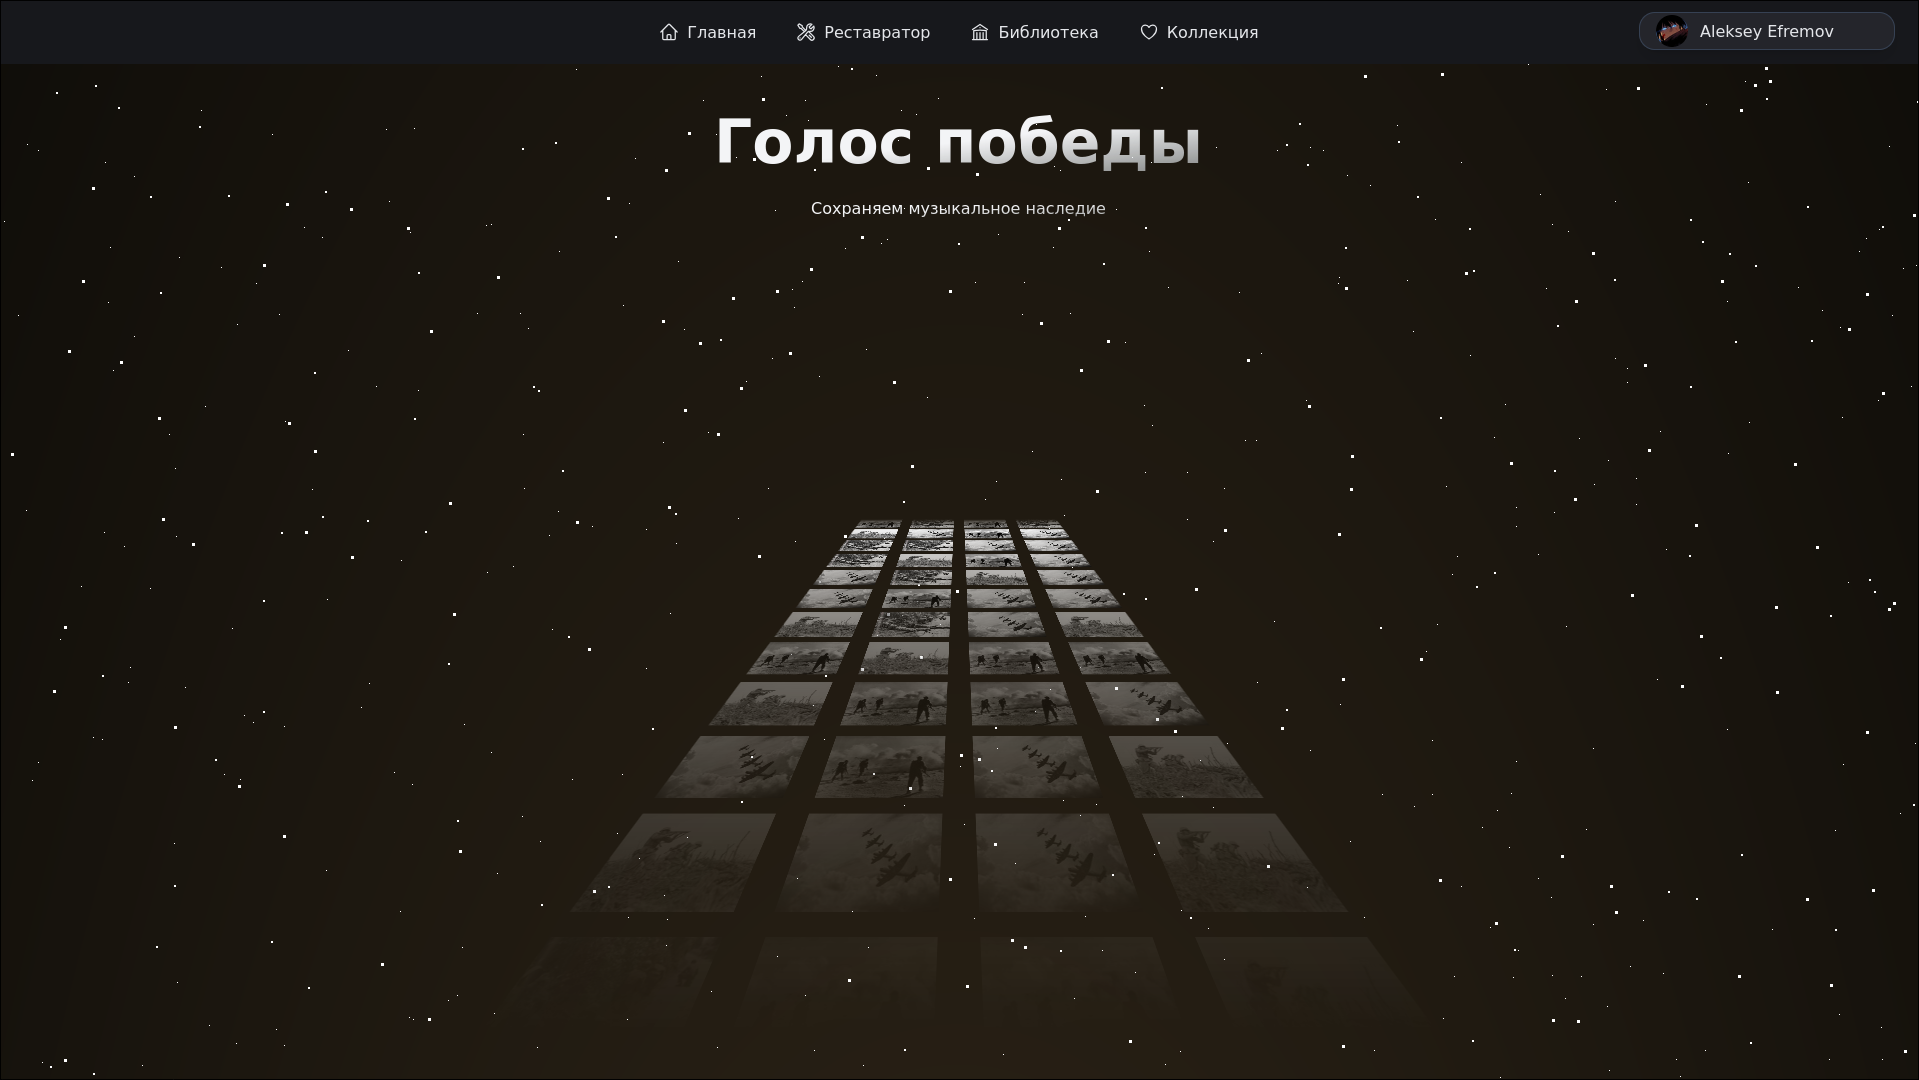 Главная Реставратор Библиотека Коллекция Aleksey Efremov
Голос победы
Сохраняем музыкальное наследие